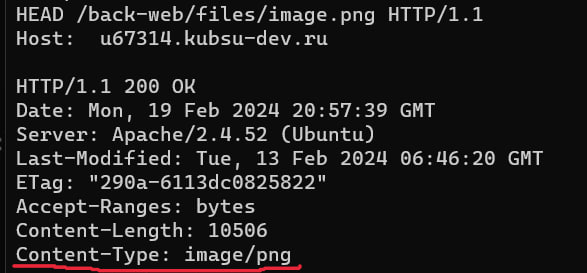 HEAD /back-web/files/image.png HTTP/1.1
Host:  u67314.kubsu-dev.ru

HTTP/1.1 200 OK
Date: Mon, 19 Feb 2024 20:57:39 GMT
Server: Apache/2.4.52 (Ubuntu)
Last-Modified: Tue, 13 Feb 2024 06:46:20 GMT
ETag: "290a-6113dc0825822"
Accept-Ranges: bytes
Content-Length: 10506
Content-Type: image/png